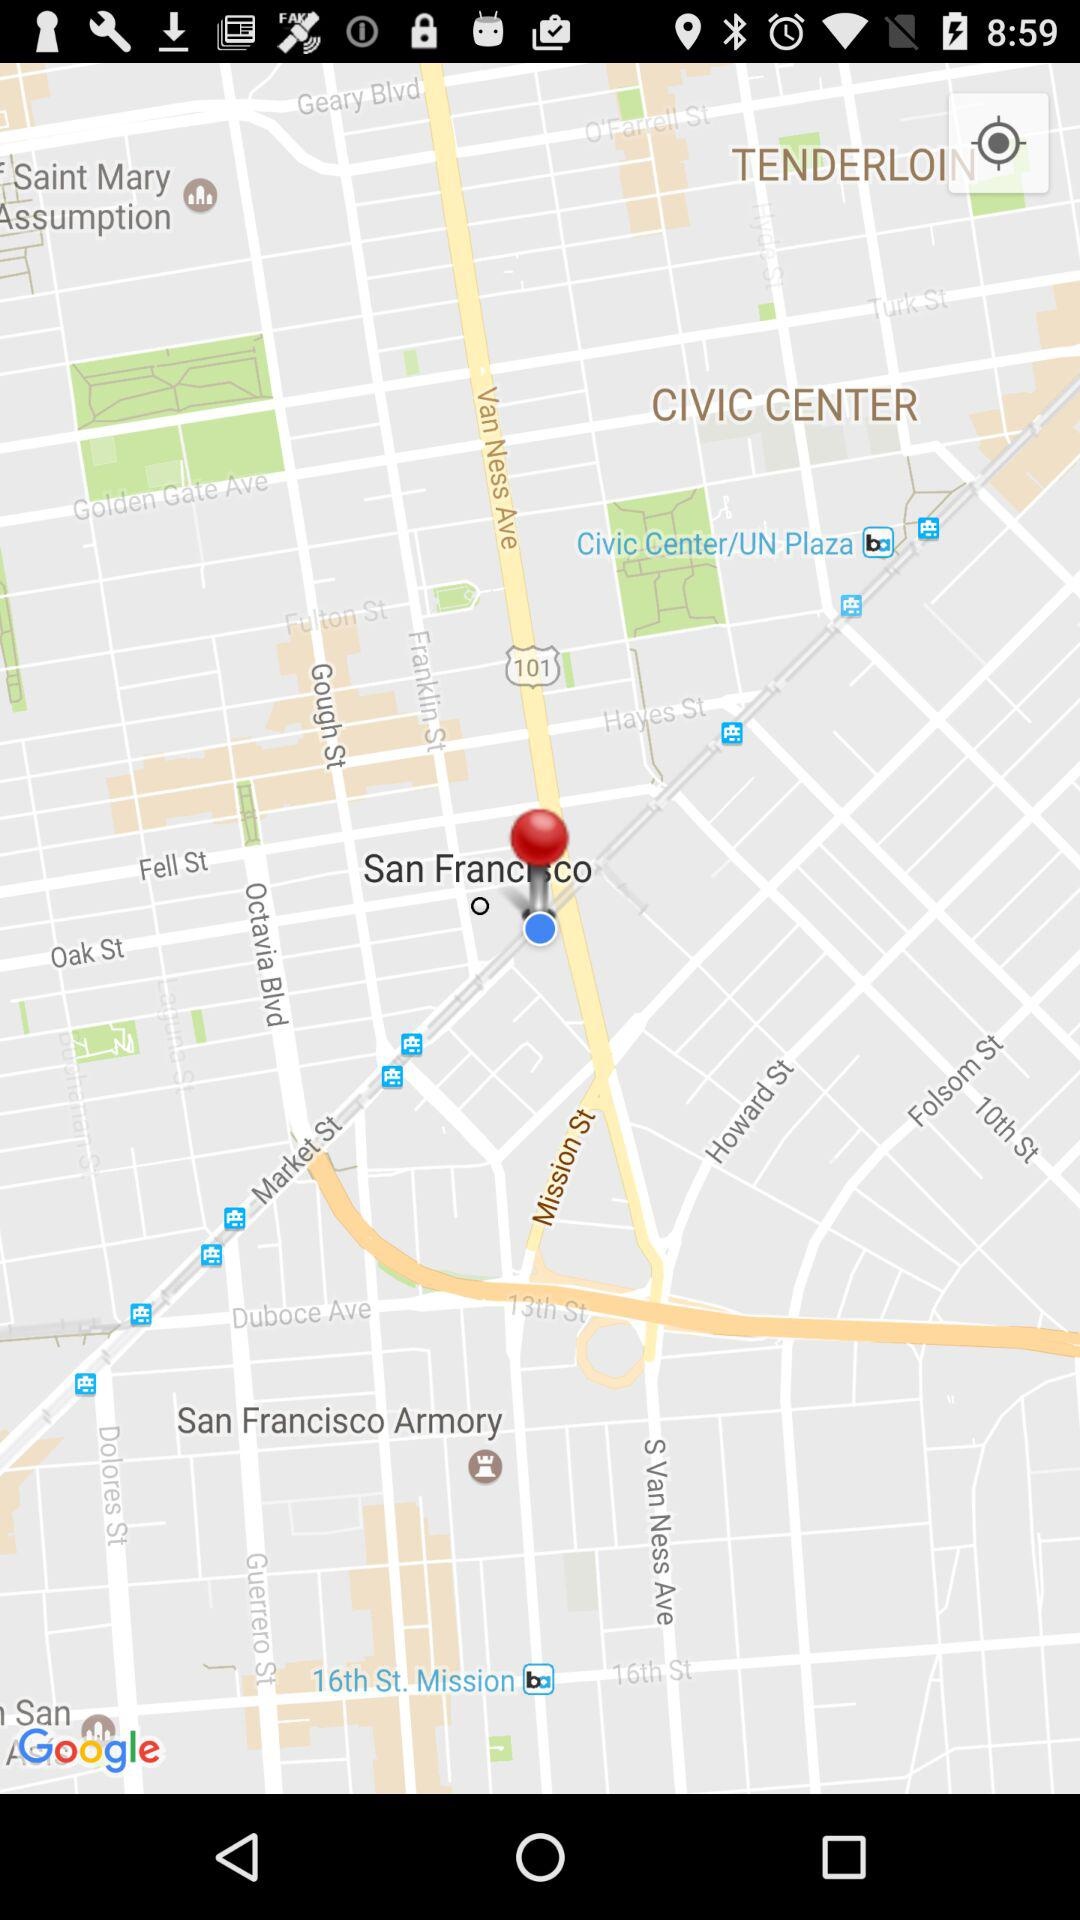 FAKE
8:59
Geary Blvd
O'Farrell St
TENDERLOIN
f Saint Mary
Assumption
Hyde St
Turk St
CIVIC CENTER
Van Ness Ave
Golden Gate Ave
Civic Center/UN Plaza
ba
Fulton St
Franklin St
Gough St
101
Hayes St
Fell St
San Francisco
Octavia Blvd
Oak St
Laguna St
Buchanan S
Folsom St
Howard St
10th St
Market St
Mission St
Duboce Ave
13th St
San Francisco Armory
Dolores St
S Van Ness Ave
Guerrero St
16th St. Mission
ba
16th St
San
Google